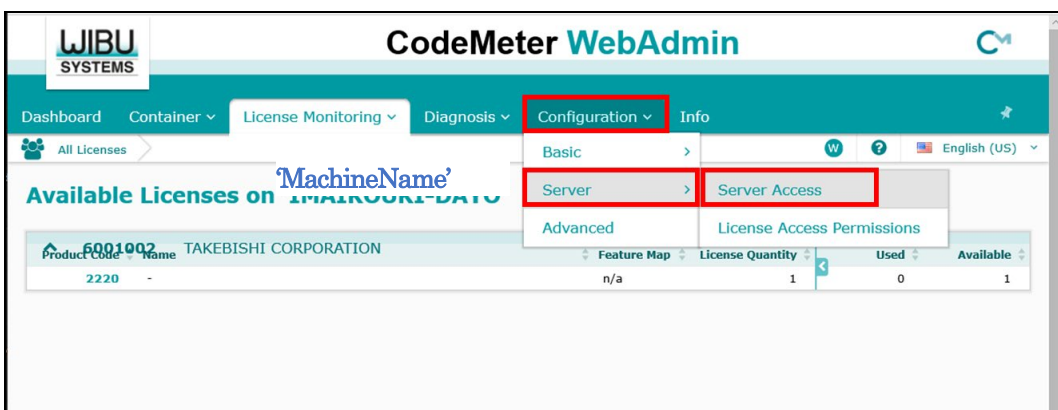 WIBU
SYSTEMS
CodeMeter WebAdmin
Dashboard Container License Monitoring Diagnosis Configuration Info
All Licenses
W ? English (US)
Basic
'MachineName'
Available Licenses on
Server
Server Access
Advanced
License Access Permissions
6001002 TAKEBISHI CORPORATION
Product Code Name Feature Map License Quantity Used Available
2220 - n/a 1 0 1